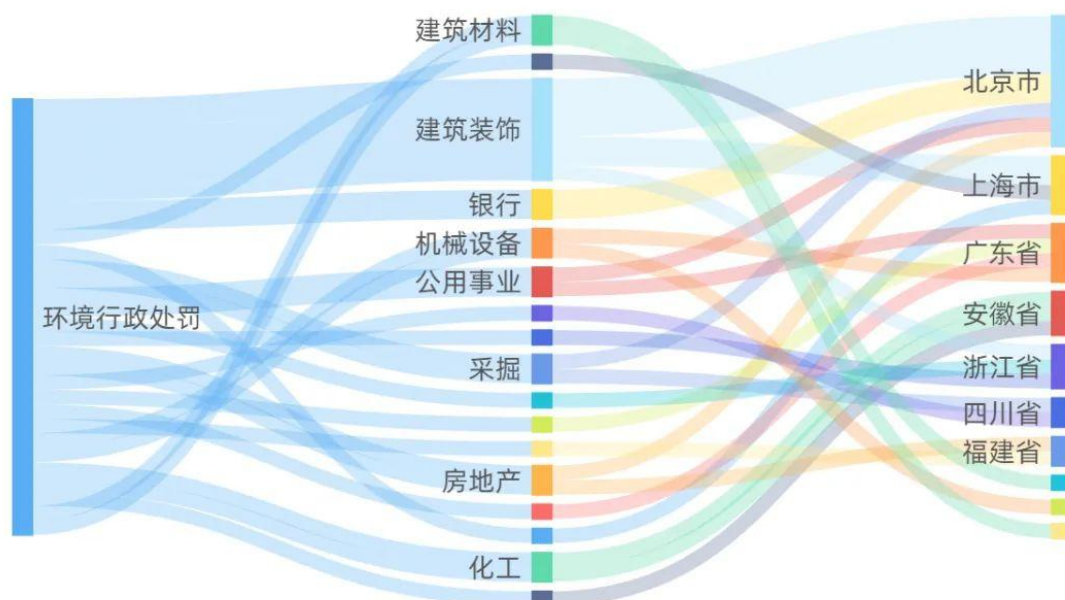 环境行政处罚
建筑材料
建筑装饰
银行
机械设备
公用事业
采掘
房地产
化工
北京市
上海市
广东省
安徽省
浙江省
四川省
福建省